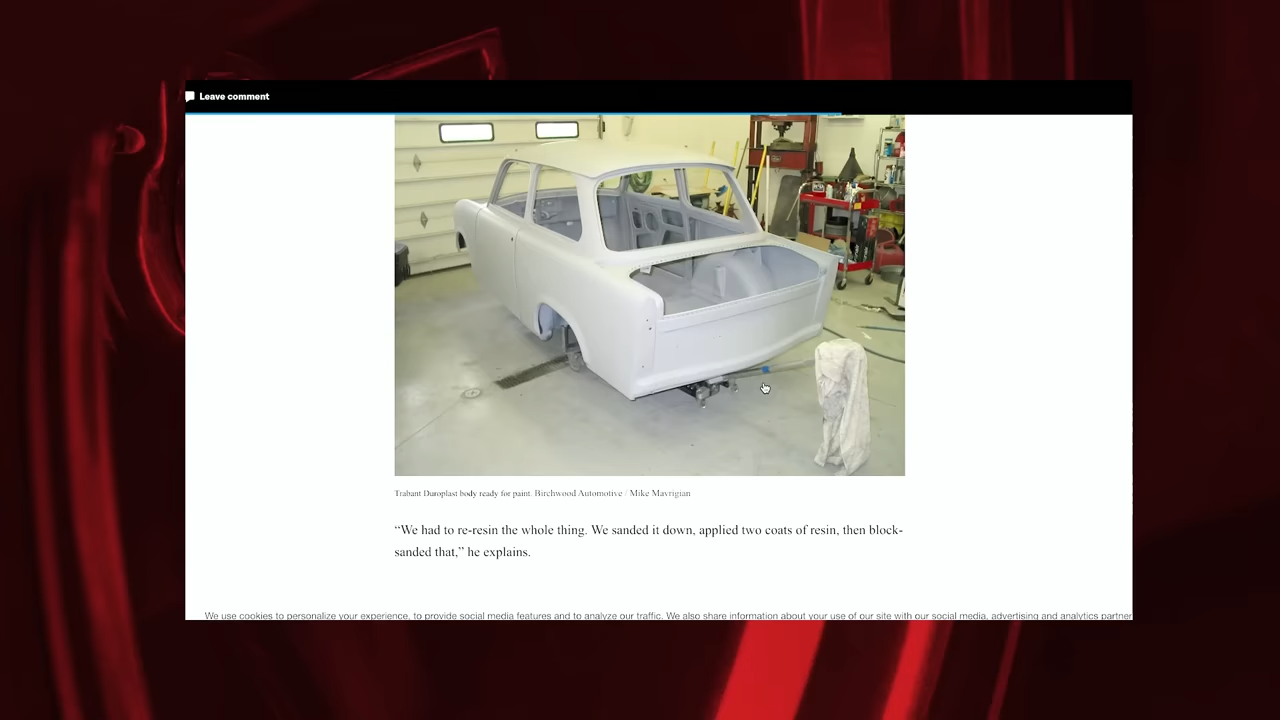 Leave comment
Trabant Duroplast body ready for paint. Birchwood Automotive / Mike Mavrigian
“We had to re-resin the whole thing. We sanded it down, applied two coats of resin, then block-
sanded that,” he explains.
We use cookies to personalize your experience, to provide social media features and to analyze our traffic. We also share information about your use of our site with our social media, advertising and analytics partner